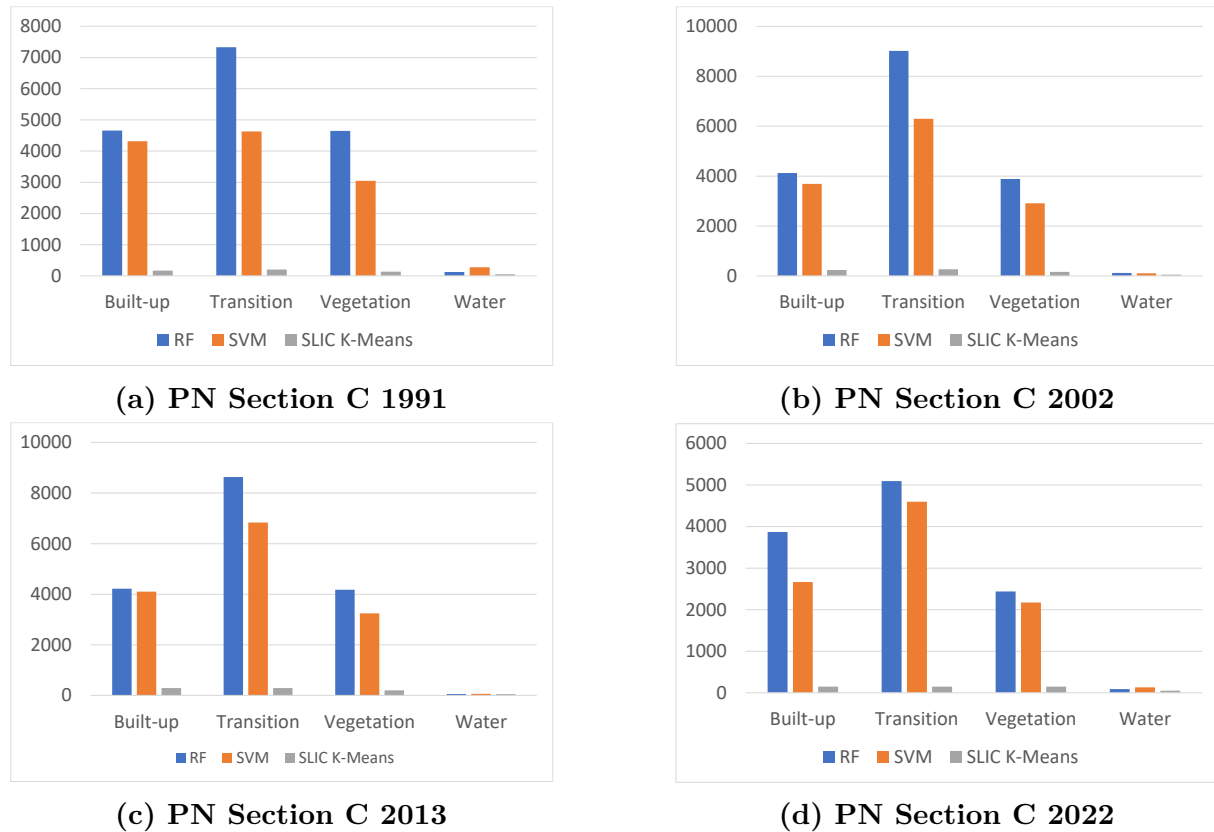 8000
7000
6000
5000
4000
3000
2000
1000
0
Built-up Transition Vegetation Water
RF SVM SLIC K-Means
(a) PN Section C 1991
10000
8000
6000
4000
2000
0
Built-up Transition Vegetation Water
RF SVM SLIC K-Means
(b) PN Section C 2002
10000
8000
6000
4000
2000
0
Built-up Transition Vegetation Water
RF SVM SLIC K-Means
(c) PN Section C 2013
6000
5000
4000
3000
2000
1000
0
Built-up Transition Vegetation Water
RF SVM SLIC K-Means
(d) PN Section C 2022